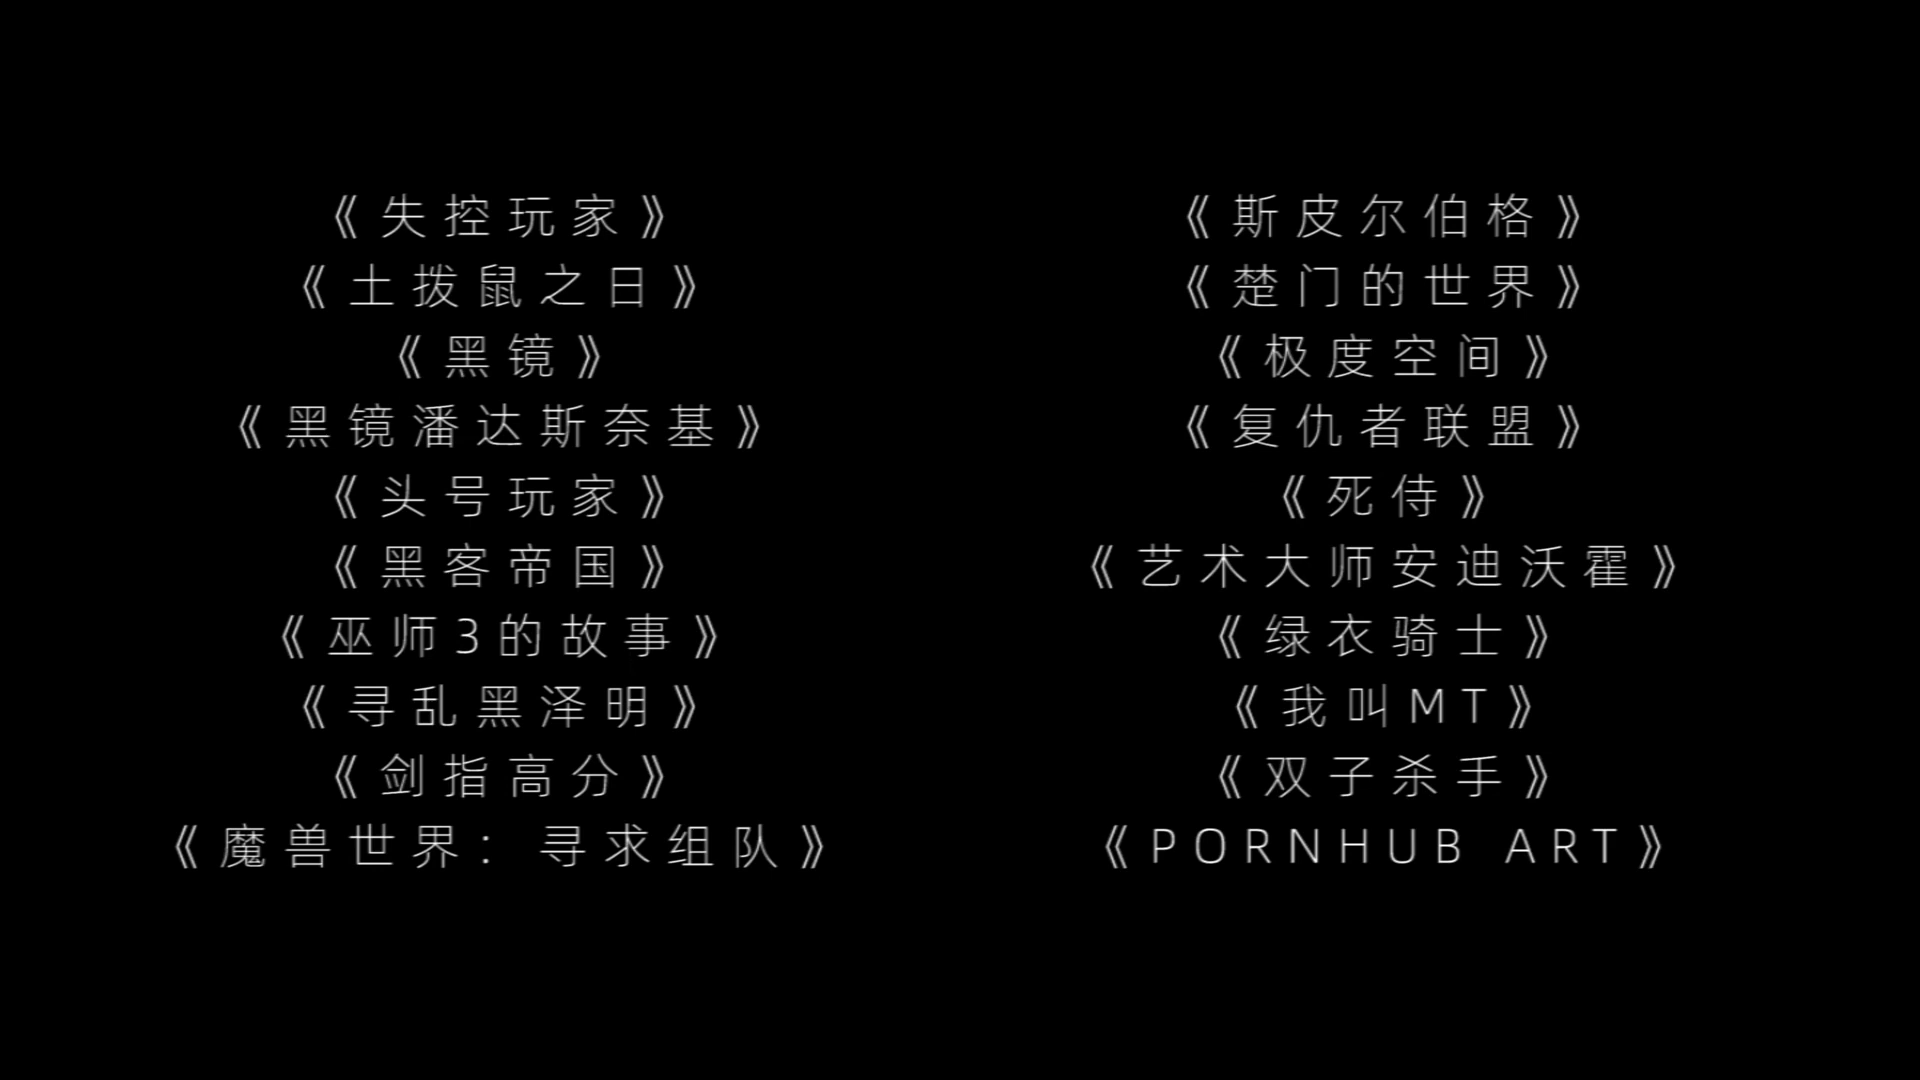 《失控玩家》
《土拨鼠之日》
《黑镜》
《黑镜潘达斯奈基》
《头号玩家》
《黑客帝国》
《巫师3的故事》
《寻乱黑泽明》
《剑指高分》
《魔兽世界：寻求组队》
《斯皮尔伯格》
《楚门的世界》
《极度空间》
《复仇者联盟》
《死侍》
《艺术大师安迪沃霍》
《绿衣骑士》
《我叫MT》
《双子杀手》
《PORNHUB ART》